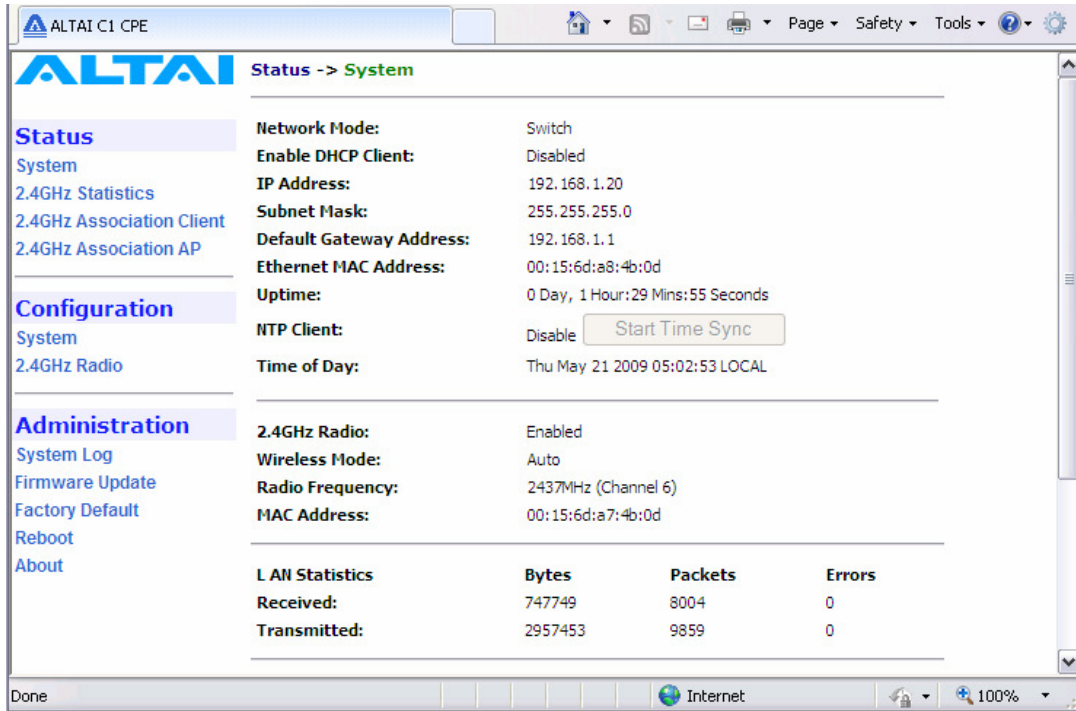 ALTAI C1 CPE
Page Safety Tools
ALTAI
Status -> System
Status
System
2.4GHz Statistics
2.4GHz Association Client
2.4GHz Association AP
Configuration
System
2.4GHz Radio
Administration
System Log
Firmware Update
Factory Default
Reboot
About
Network Mode: Switch
Enable DHCP Client: Disabled
IP Address: 192.168.1.20
Subnet Mask: 255.255.255.0
Default Gateway Address: 192.168.1.1
Ethernet MAC Address: 00:15:6d:a8:4b:0d
Uptime: 0 Day, 1 Hour:29 Mins:55 Seconds
NTP Client: Disable Start Time Sync
Time of Day: Thu May 21 2009 05:02:53 LOCAL
2.4GHz Radio: Enabled
Wireless Mode: Auto
Radio Frequency: 2437MHz (Channel 6)
MAC Address: 00:15:6d:a7:4b:0d
L AN Statistics Bytes Packets Errors
Received: 747749 8004 0
Transmitted: 2957453 9859 0
Done Internet 100%